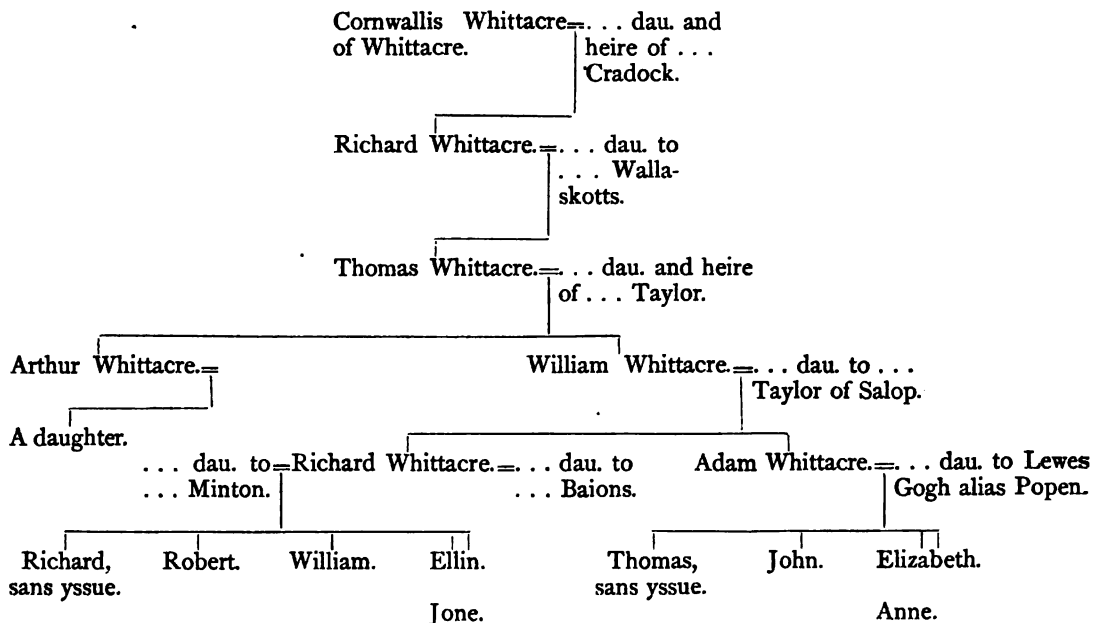 Cornwallis Whittacre=. . . dau. and
of Whittacre. heire of . . .
Cradock.
Richard Whittacre.=. . . dau. to
. . . Walla-
skotts.
Thomas Whittacre.=. . . dau. and heire
of . . . Taylor.
Arthur Whittacre.= William Whittacre.=. . . dau. to . . .
Taylor of Salop.
A daughter.
. . . dau. to=Richard Whittacre.=. . . dau. to Adam Whittacre.=. . . dau. to Lewes
. . . Minton. . . . Baions. Gogh alias Popen.
Richard, Robert. William. Ellin. Thomas, John. Elizabeth.
sans yssue. sans yssue.
Jone. Anne.